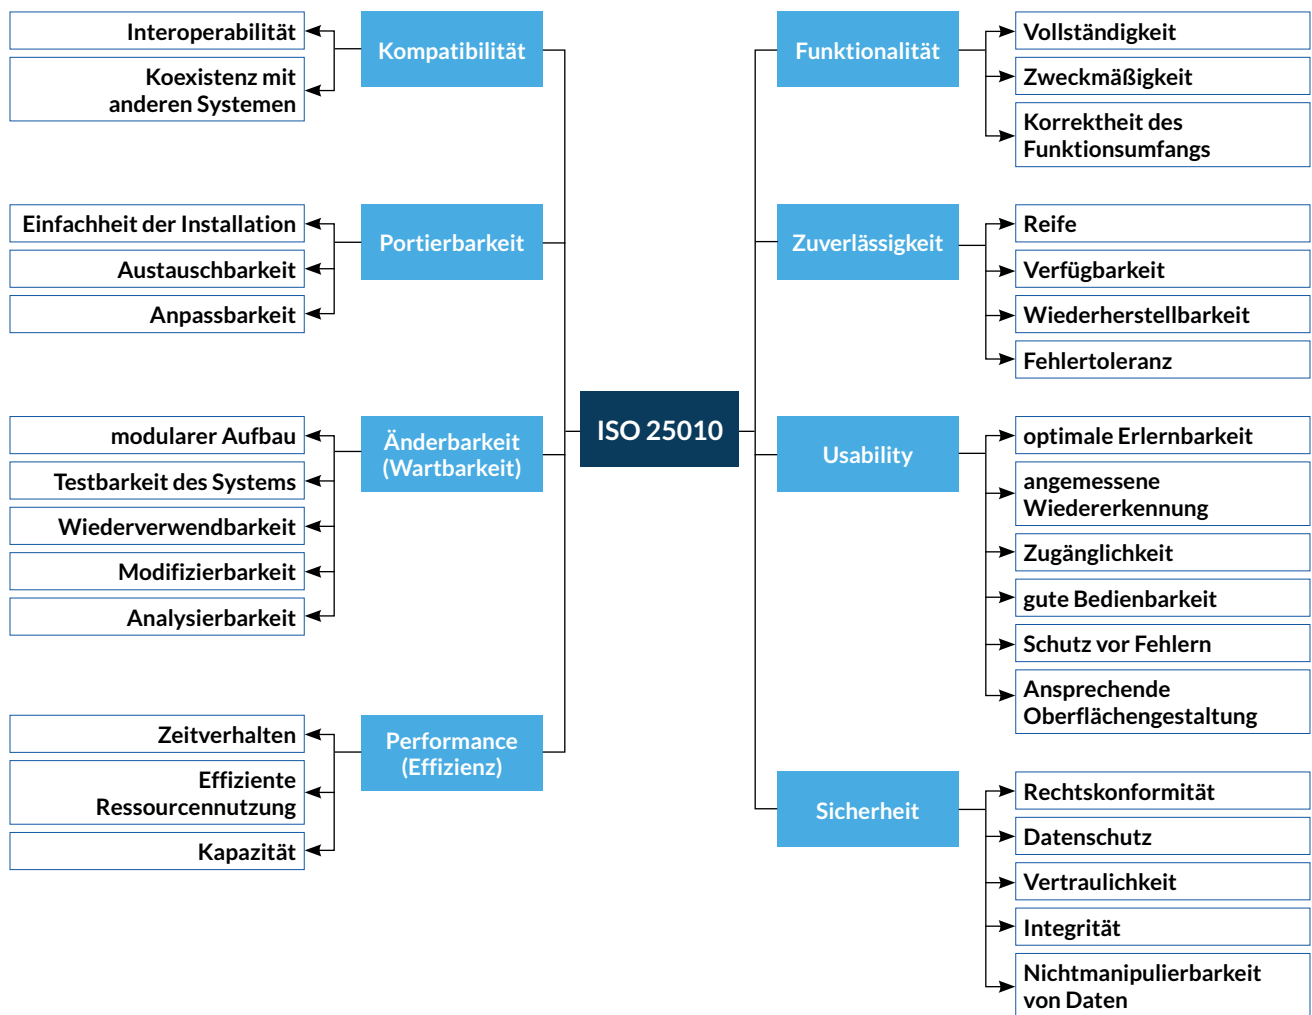 Interoperabilität
Koexistenz mit
anderen Systemen
Kompatibilität
Einfachheit der Installation
Austauschbarkeit
Anpassbarkeit
Portierbarkeit
modularer Aufbau
Testbarkeit des Systems
Wiederverwendbarkeit
Modifizierbarkeit
Analysierbarkeit
Änderbarkeit
(Wartbarkeit)
Zeitverhalten
Effiziente
Ressourcennutzung
Kapazität
Performance
(Effizienz)
ISO 25010
Funktionalität
Vollständigkeit
Zweckmäßigkeit
Korrektheit des
Funktionsumfangs
Zuverlässigkeit
Reife
Verfügbarkeit
Wiederherstellbarkeit
Fehlertoleranz
Usability
optimale Erlernbarkeit
angemessene
Wiedererkennung
Zugänglichkeit
gute Bedienbarkeit
Schutz vor Fehlern
Ansprechende
Oberflächengestaltung
Sicherheit
Rechtskonformität
Datenschutz
Vertraulichkeit
Integrität
Nichtmanipulierbarkeit
von Daten